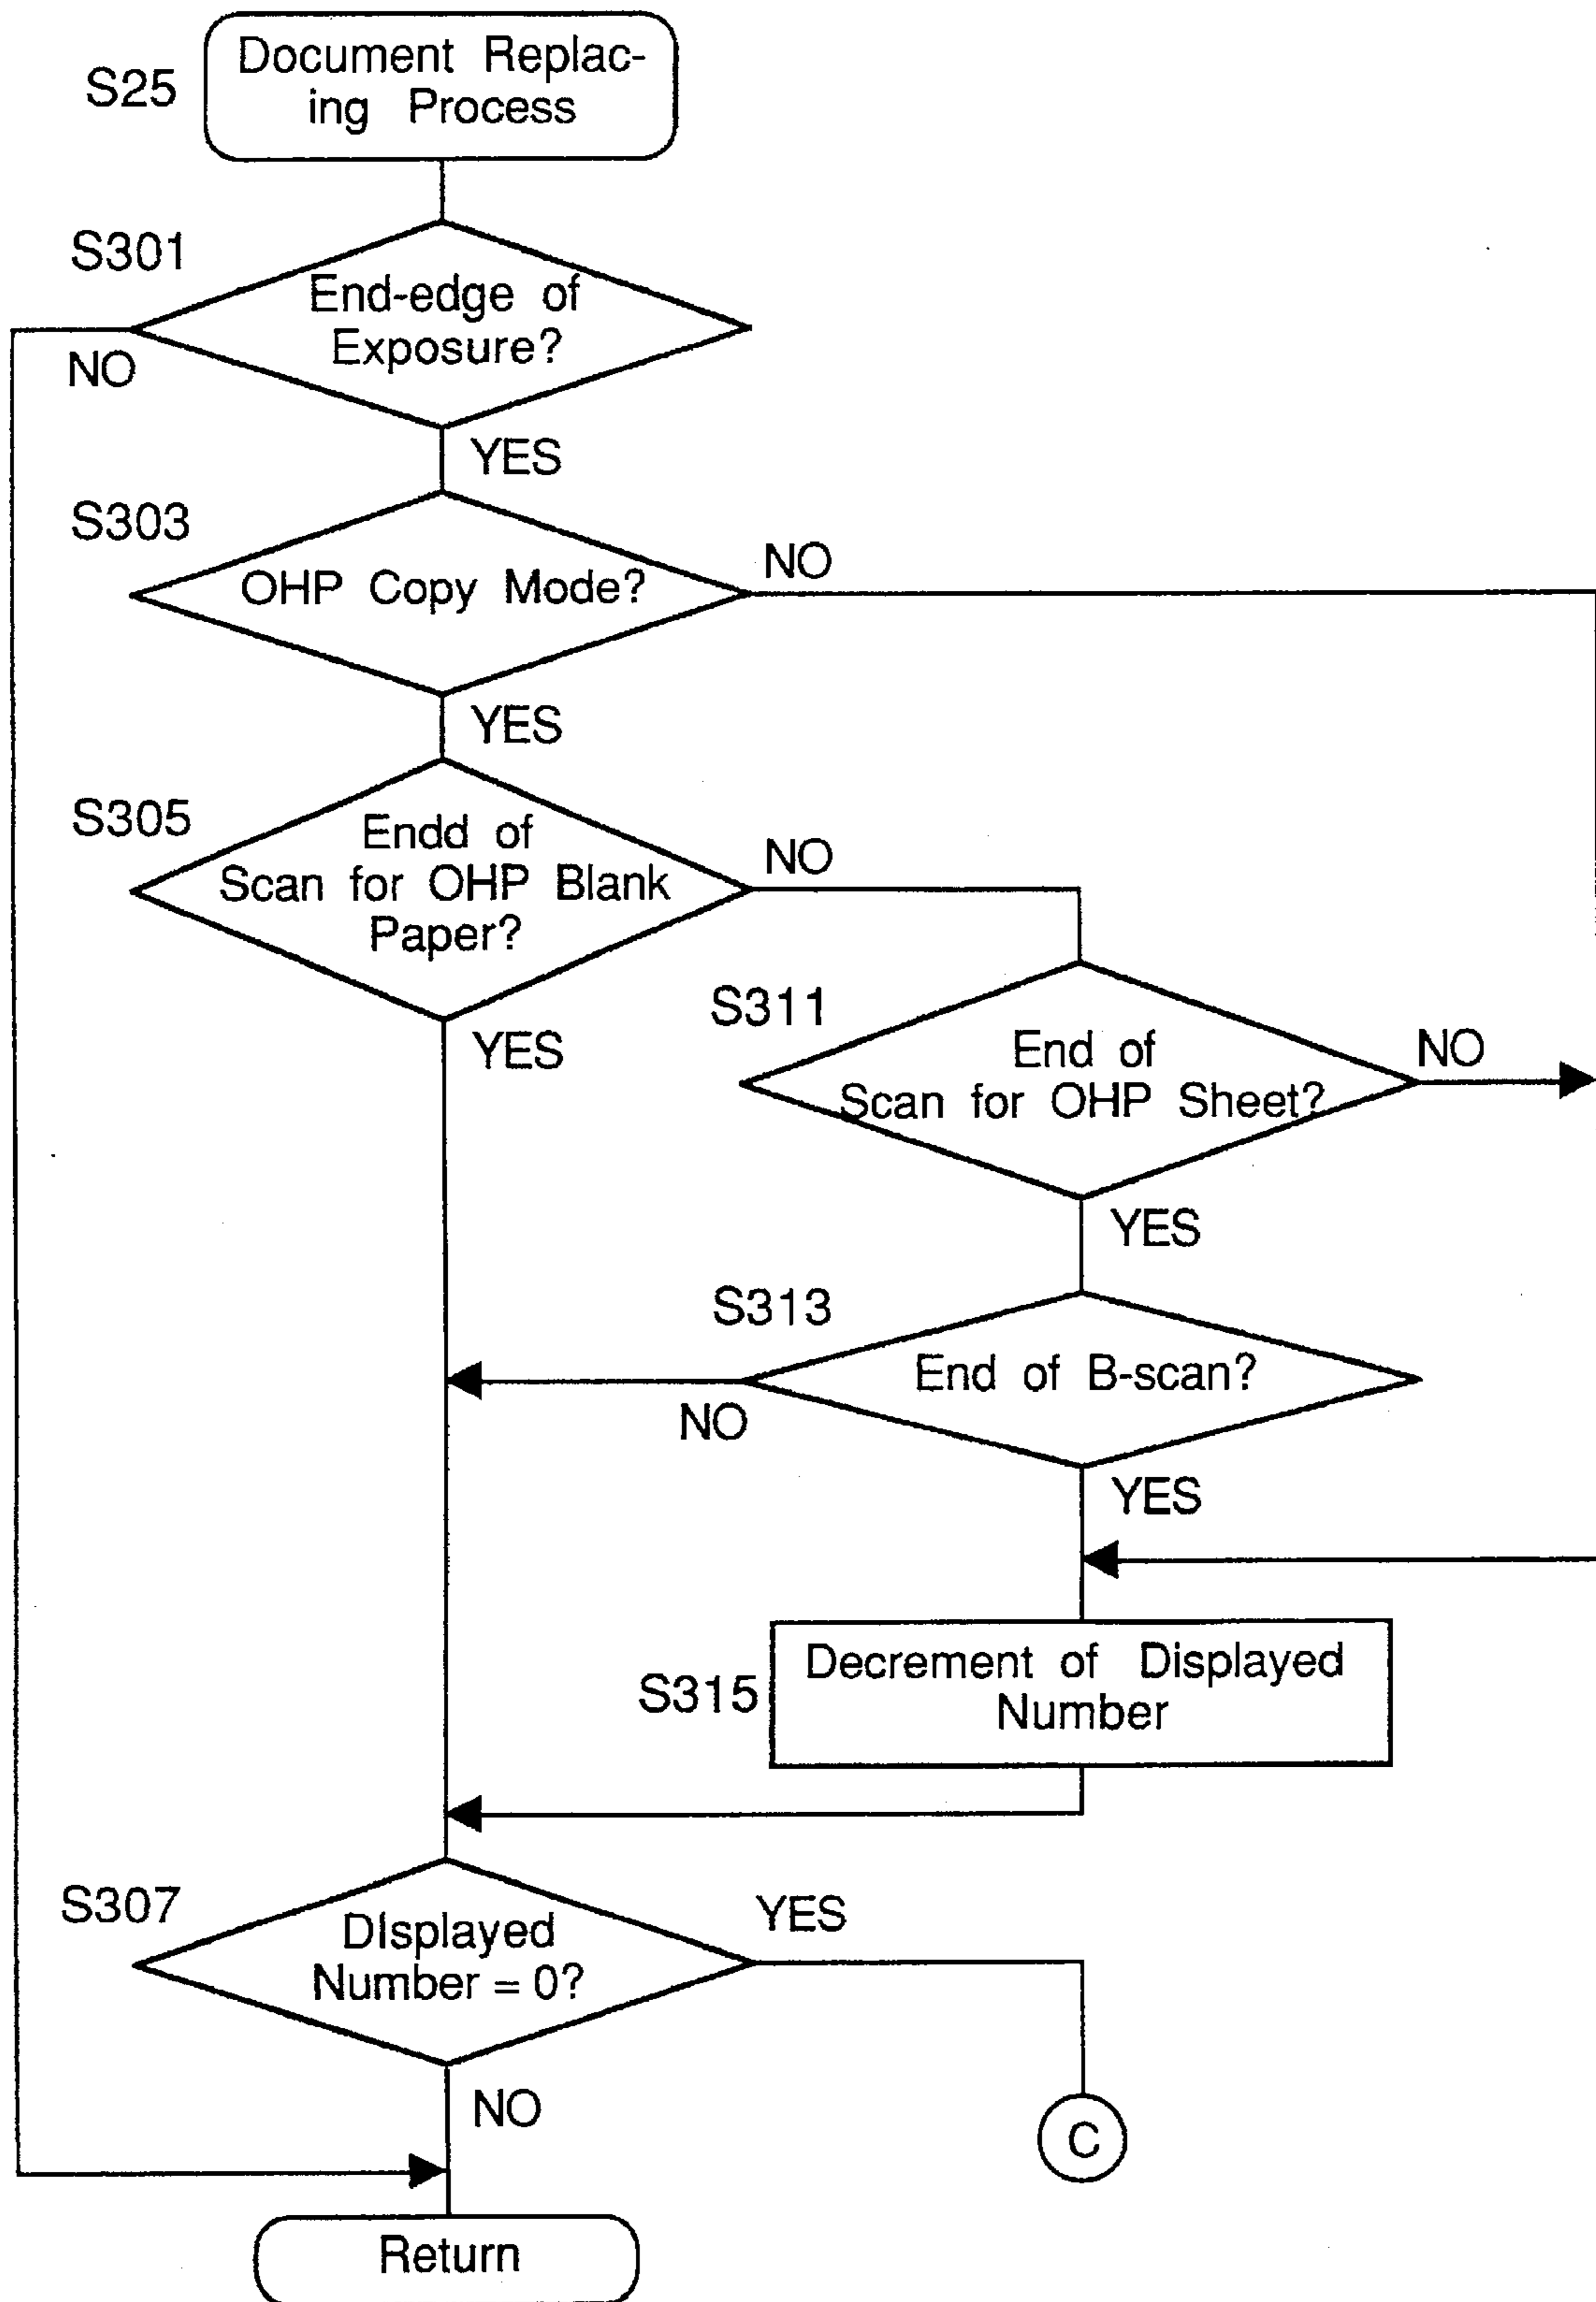 S25
Document Replac-
ing Process
S301
End-edge of
Exposure?
NO
YES
S303
OHP Copy Mode?
NO
YES
S305
Endd of
Scan for OHP Blank
Paper?
NO
YES
S311
End of
Scan for OHP Sheet?
NO
YES
S313
End of B-scan?
NO
YES
S315
Decrement of Displayed
Number
S307
DIsplayed
Number = 0?
YES
NO
C
Return